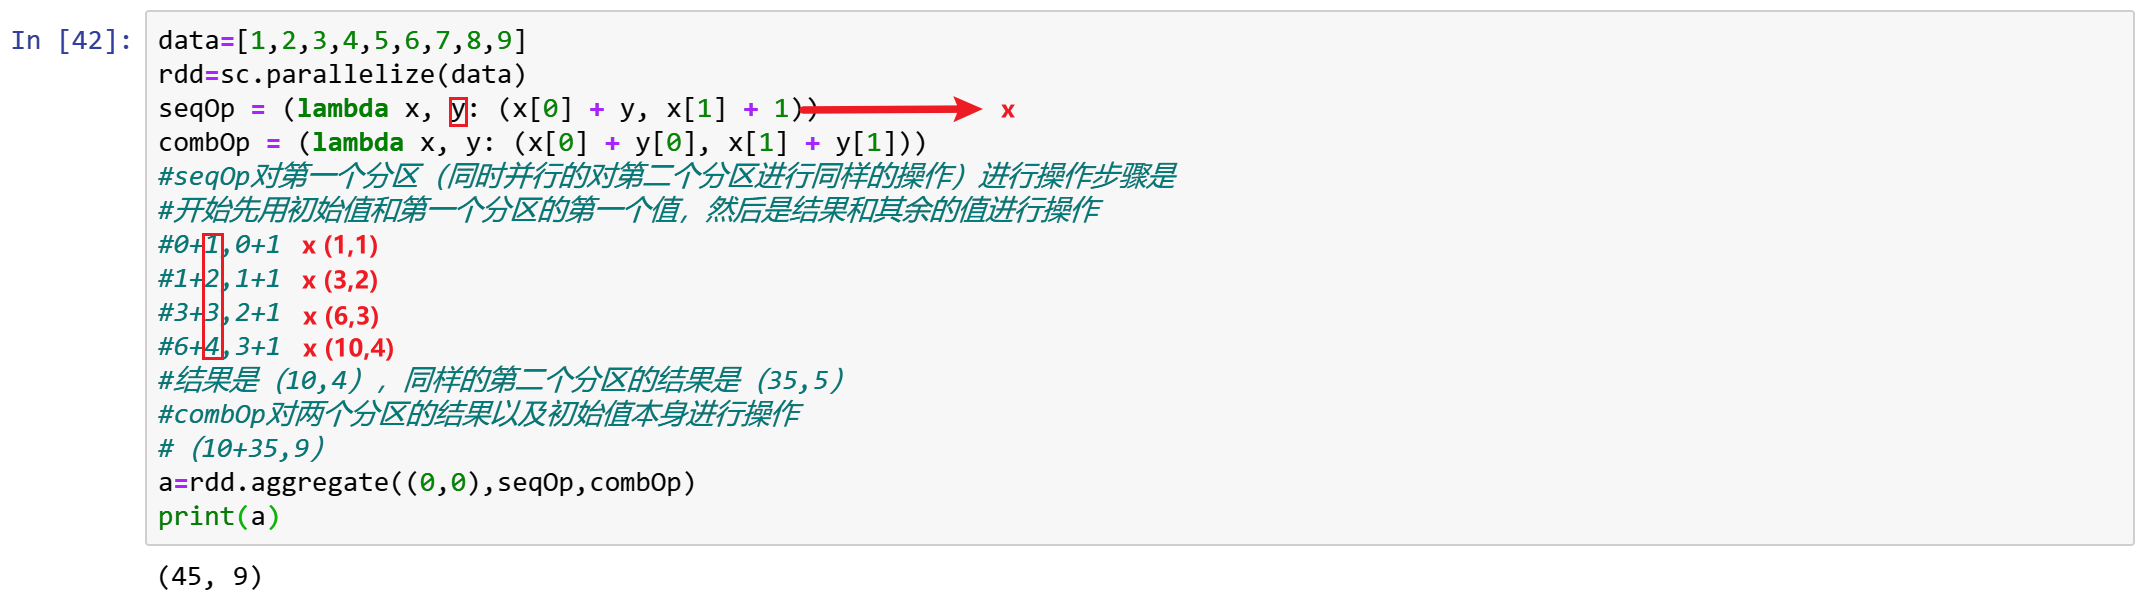 In [42]: data=[1,2,3,4,5,6,7,8,9]
rdd=sc.parallelize(data)
seqOp = (lambda x, y: (x[0] + y, x[1] + 1)) x
combOp = (lambda x, y: (x[0] + y[0], x[1] + y[1]))
#seqOp对第一个分区（同时并行的对第二个分区进行同样的操作）进行操作步骤是
#开始先用初始值和第一个分区的第一个值，然后是结果和其余的值进行操作
#0+1,0+1 x (1,1)
#1+2,1+1 x (3,2)
#3+3,2+1 x (6,3)
#6+4,3+1 x (10,4)
#结果是（10,4），同样的第二个分区的结果是（35,5）
#combOp对两个分区的结果以及初始值本身进行操作
#（10+35,9）
a=rdd.aggregate((0,0),seqOp,combOp)
print(a)
(45, 9)